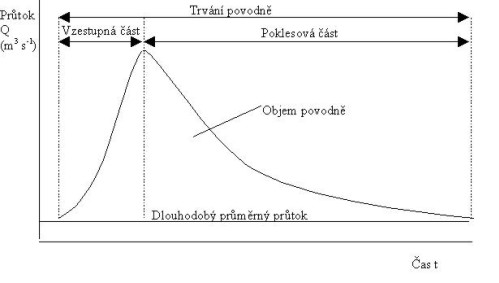 Trvání povodně
Průtok
Q
(m³ s⁻¹)
Vzestupná část
Poklesová část
Objem povodně
Dlouhodobý průměrný průtok
Čas t